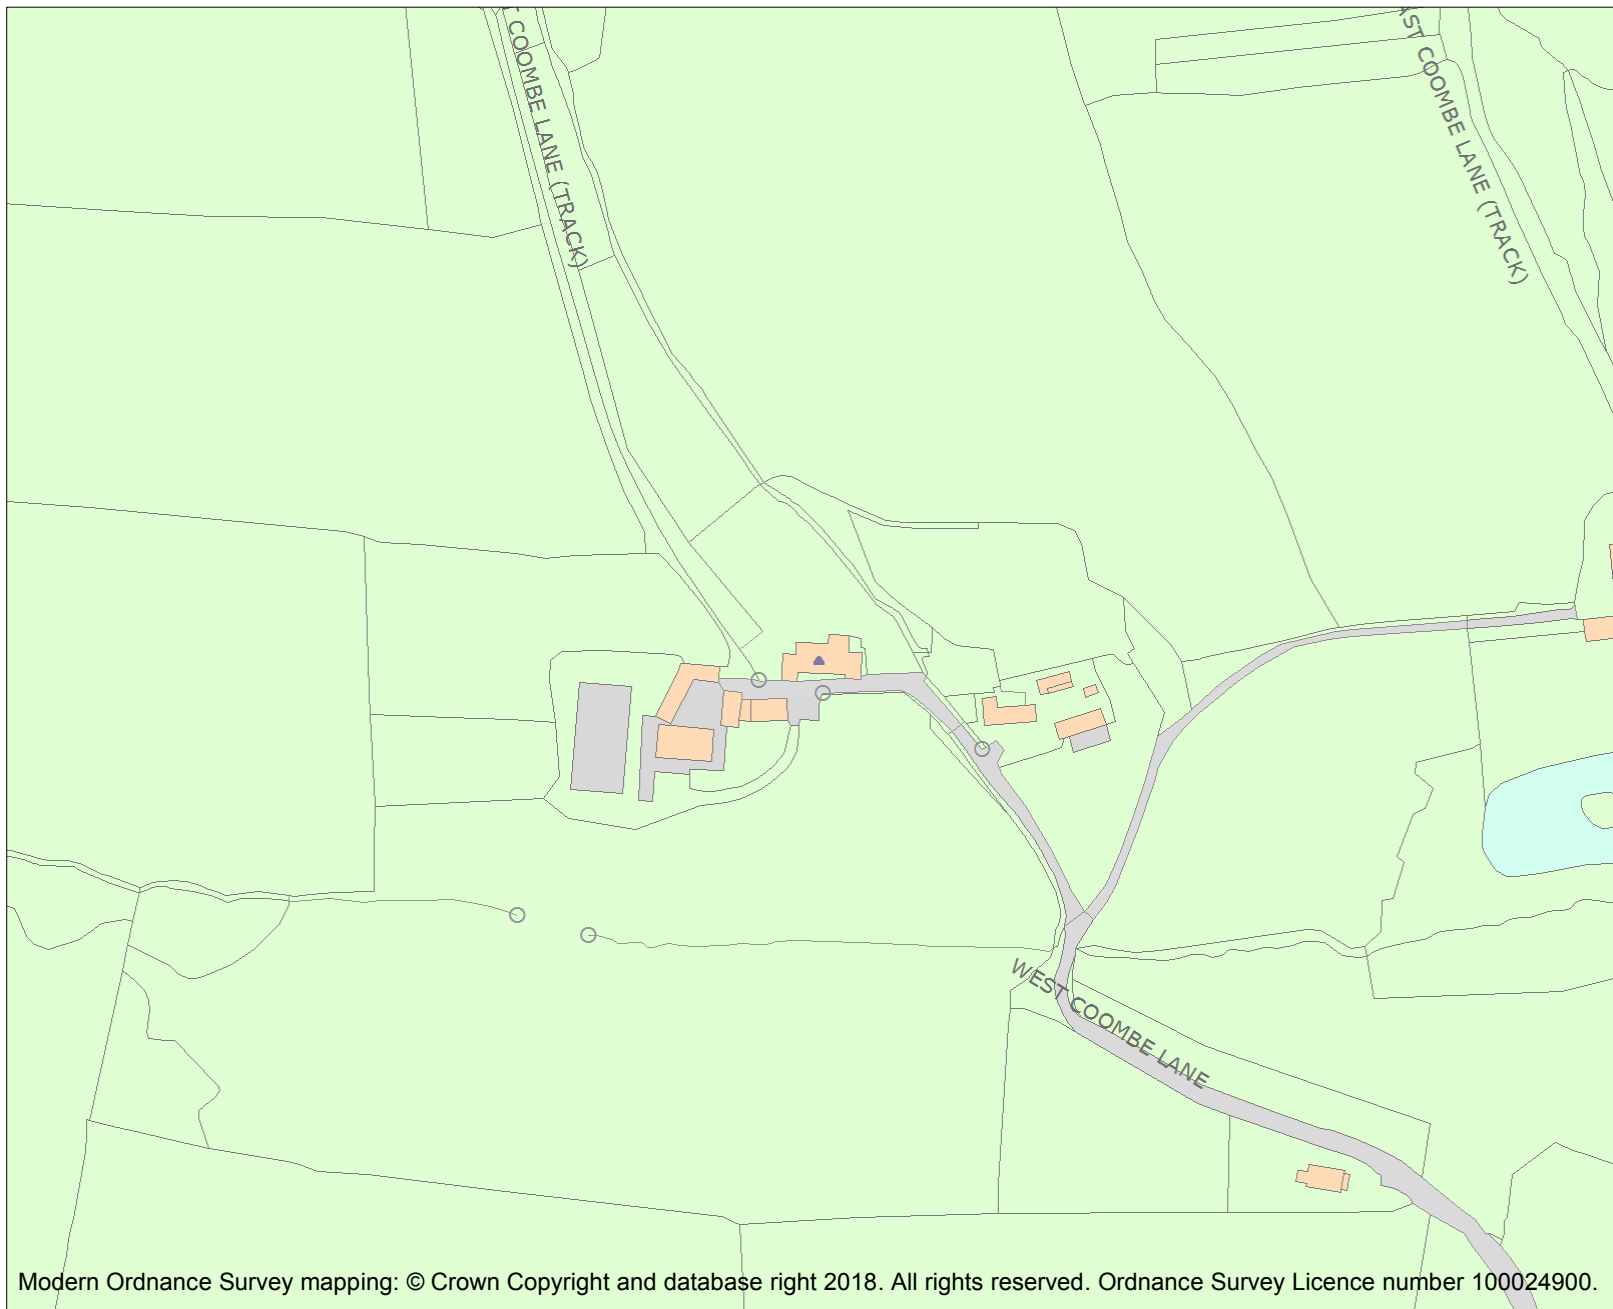 T COOMBE LANE (TRACK)
AST COOMBE LANE (TRACK)
WEST COOMBE LANE
Modern Ordnance Survey mapping: © Crown Copyright and database right 2018. All rights reserved. Ordnance Survey Licence number 100024900.